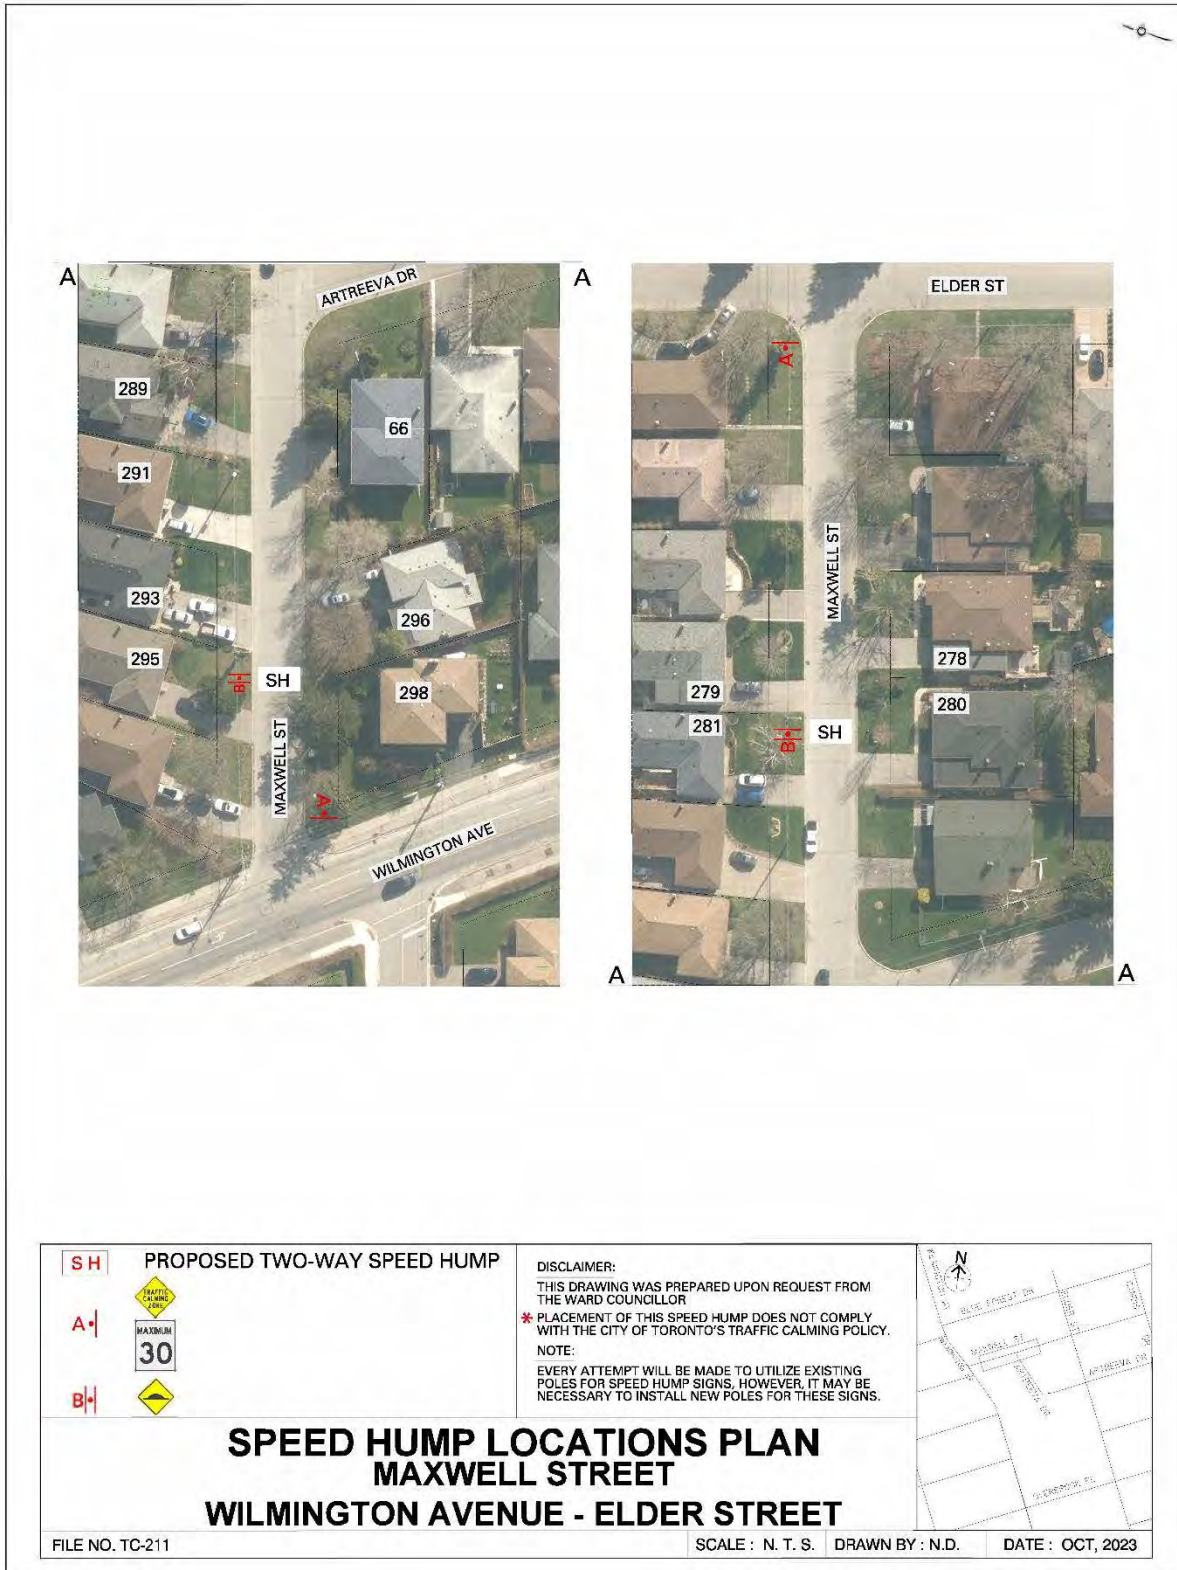 A
A
ARTREEVA DR
289
66
291
293
296
295
B
SH
298
MAXWELL ST
A
WILMINGTON AVE
ELDER ST
A
MAXWELL ST
278
279
280
281
B
SH
A
A
SH
PROPOSED TWO-WAY SPEED HUMP
TRAFFIC
CALMING
ZONE
A
MAXIMUM
30
B
DISCLAIMER:
THIS DRAWING WAS PREPARED UPON REQUEST FROM
THE WARD COUNCILLOR
* PLACEMENT OF THIS SPEED HUMP DOES NOT COMPLY
WITH THE CITY OF TORONTO'S TRAFFIC CALMING POLICY.
NOTE:
EVERY ATTEMPT WILL BE MADE TO UTILIZE EXISTING
POLES FOR SPEED HUMP SIGNS, HOWEVER, IT MAY BE
NECESSARY TO INSTALL NEW POLES FOR THESE SIGNS.
N
MAXWELL ST
ARTREEVA DR
SPEED HUMP LOCATIONS PLAN
MAXWELL STREET
WILMINGTON AVENUE - ELDER STREET
FILE NO. TC-211
SCALE : N. T. S.
DRAWN BY : N.D.
DATE : OCT, 2023